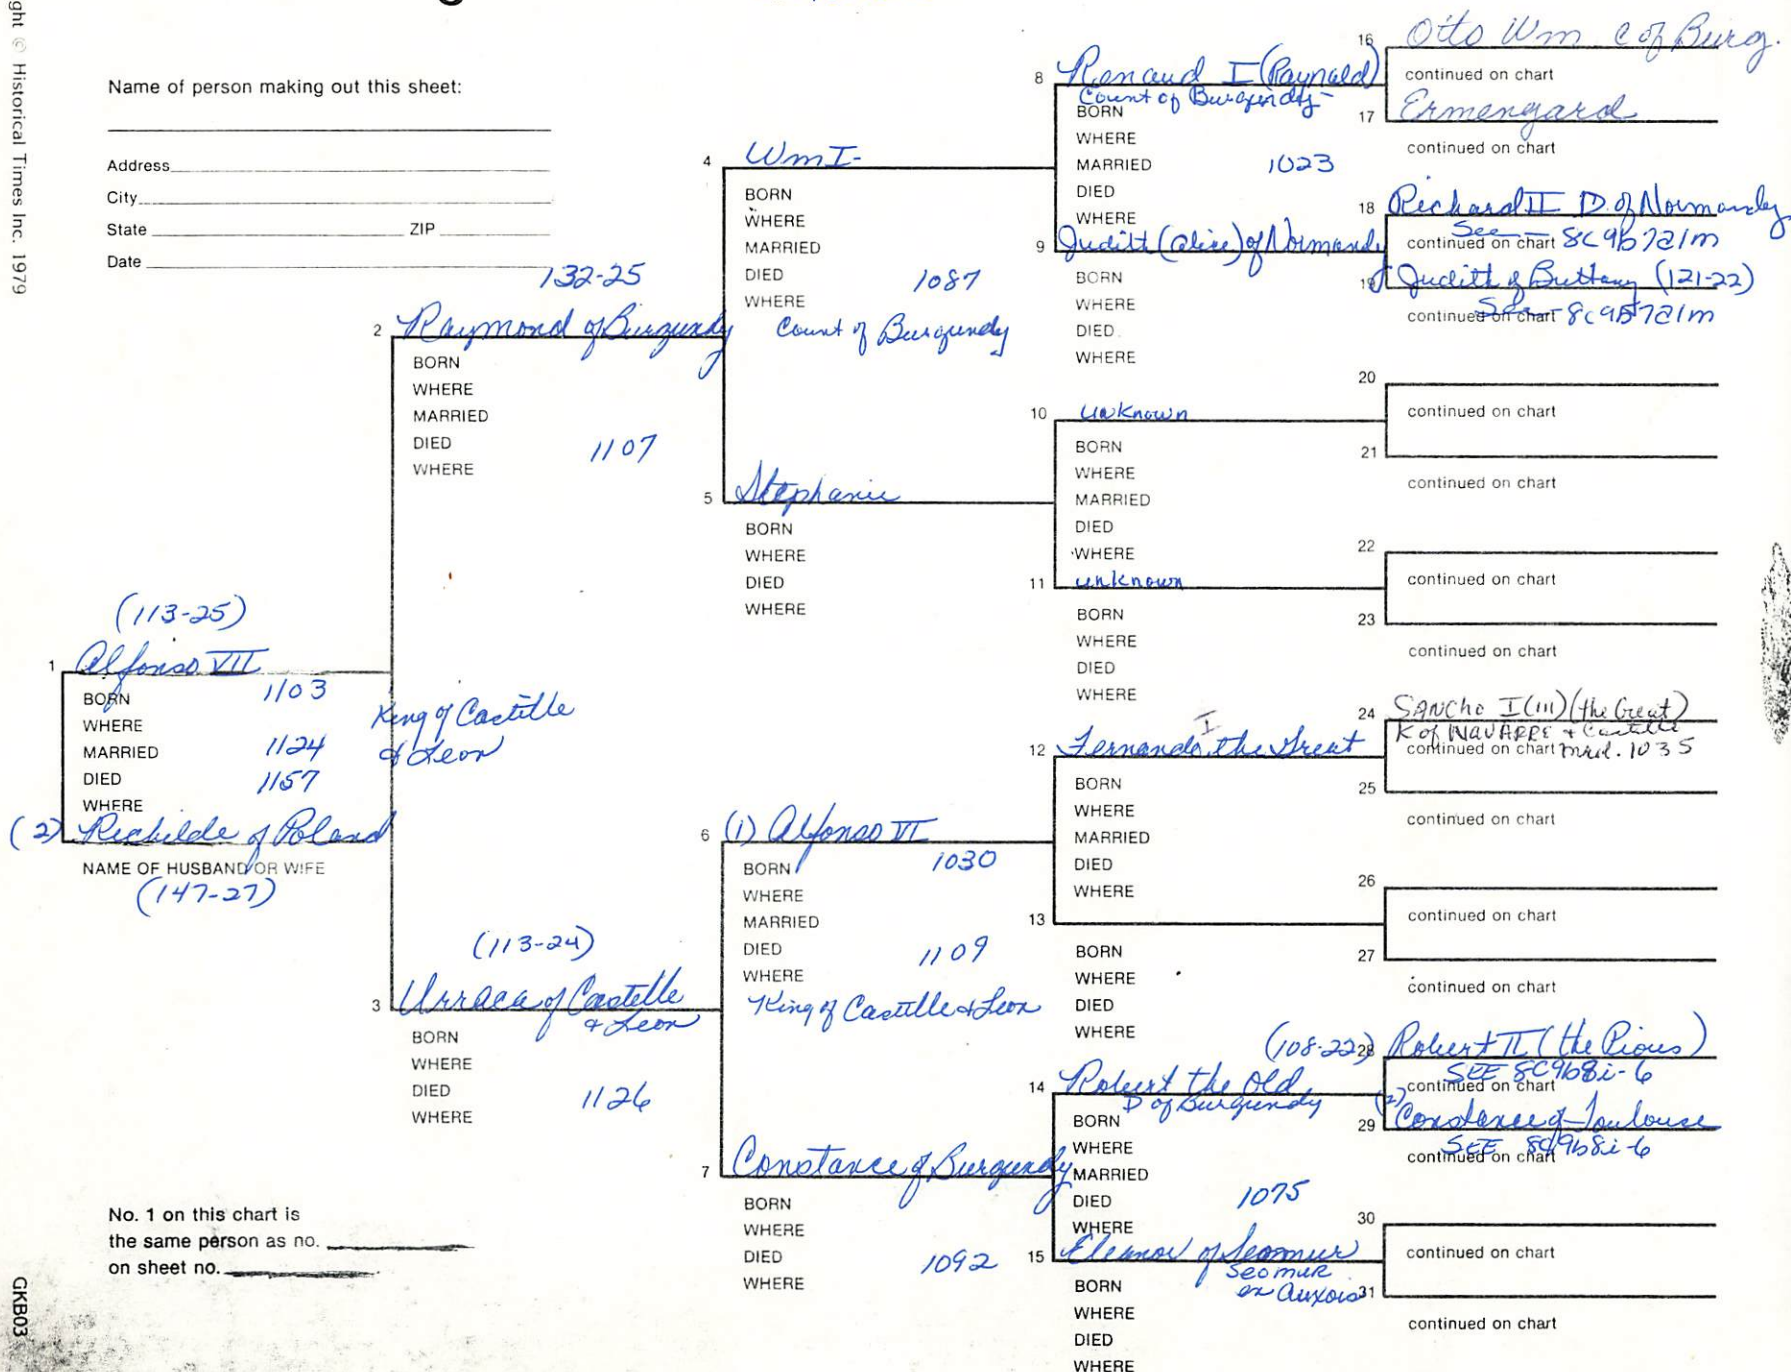 ght © Historical Times Inc. 1979
GKB03
Name of person making out this sheet:
Address
City
State ZIP
Date
(113-25)
1 Alfonso VII
BORN 1103
WHERE
MARRIED 1124
DIED 1157
WHERE
King of Castille
& Leon
(2) Richilde of Poland
NAME OF HUSBAND OR WIFE
(147-27)
No. 1 on this chart is
the same person as no.
on sheet no.
132-25
2 Raymond of Burgundy
BORN
WHERE
MARRIED
DIED 1107
WHERE
(113-24)
3 Urraca of Castelle
& Leon
BORN
WHERE
DIED 1126
WHERE
4 Wm I-
BORN
WHERE
MARRIED
DIED 1087
WHERE
Count of Burgundy
5 Stephanie
BORN
WHERE
DIED
WHERE
6 (1) Alfonso VI
BORN 1030
WHERE
MARRIED
DIED 1109
WHERE
King of Castille & Leon
7 Constance of Burgundy
BORN
WHERE
DIED 1092
WHERE
8 Renaud I (Raynald)
Count of Burgundy-
BORN
WHERE
MARRIED 1023
DIED
WHERE
9 Judith (Alice) of Normandy
BORN
WHERE
DIED
WHERE
10 unknown
BORN
WHERE
MARRIED
DIED
WHERE
11 unknown
BORN
WHERE
DIED
WHERE
12 Fernando I the Great
BORN
WHERE
MARRIED
DIED
WHERE
13
BORN
WHERE
DIED
WHERE
14 Robert the Old
D of Burgundy
BORN
WHERE
MARRIED
DIED 1075
WHERE
15 Eleanor of Seomur
Seomur
en Auxois
BORN
WHERE
DIED
WHERE
16 Otto Wm C of Burg.
continued on chart
17 Ermengard
continued on chart
18 Richard II D. of Normandy
continued on chart
See - 8C9b721m
19 Judith of Brittany (121-22)
continued on chart
See - 8c9b721m
20
continued on chart
21
continued on chart
22
continued on chart
23
continued on chart
24 SANCho I (III) (the Great)
K of NAVARRE + Castille
continued on chart mrd. 1035
25
continued on chart
26
continued on chart
27
continued on chart
(108-22) 28 Robert II (the Pious)
SEE 8C9b8i-6
continued on chart
(2) 29 Constance of Toulouse
SEE 8C9b8i-6
continued on chart
30
continued on chart
31
continued on chart